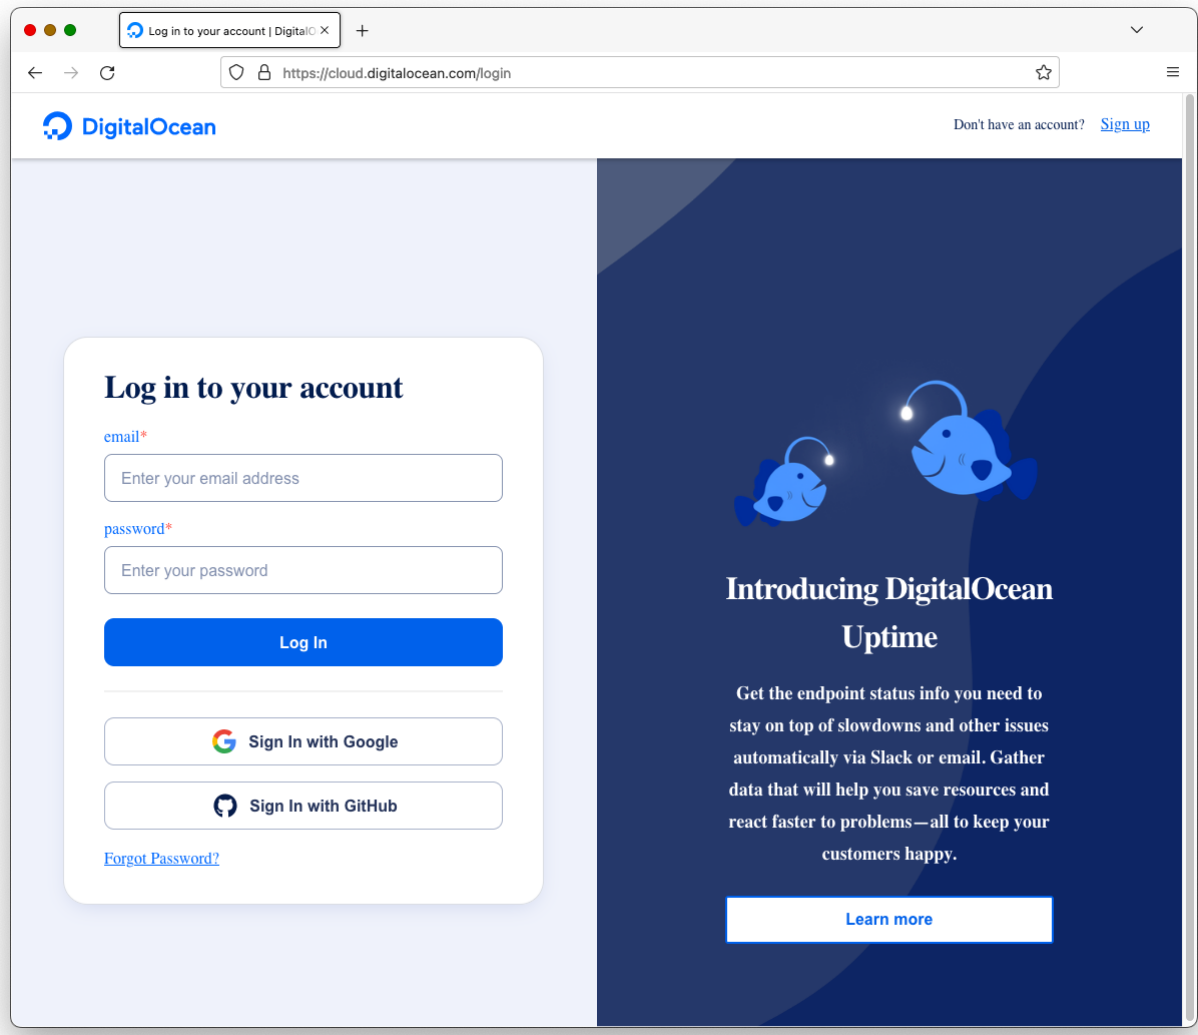 Log in to your account | DigitalO
https://cloud.digitalocean.com/login
DigitalOcean
Don't have an account? Sign up
Log in to your account
email*
Enter your email address
password*
Enter your password
Log In
Sign In with Google
Sign In with GitHub
Forgot Password?
Introducing DigitalOcean
Uptime
Get the endpoint status info you need to
stay on top of slowdowns and other issues
automatically via Slack or email. Gather
data that will help you save resources and
react faster to problems—all to keep your
customers happy.
Learn more